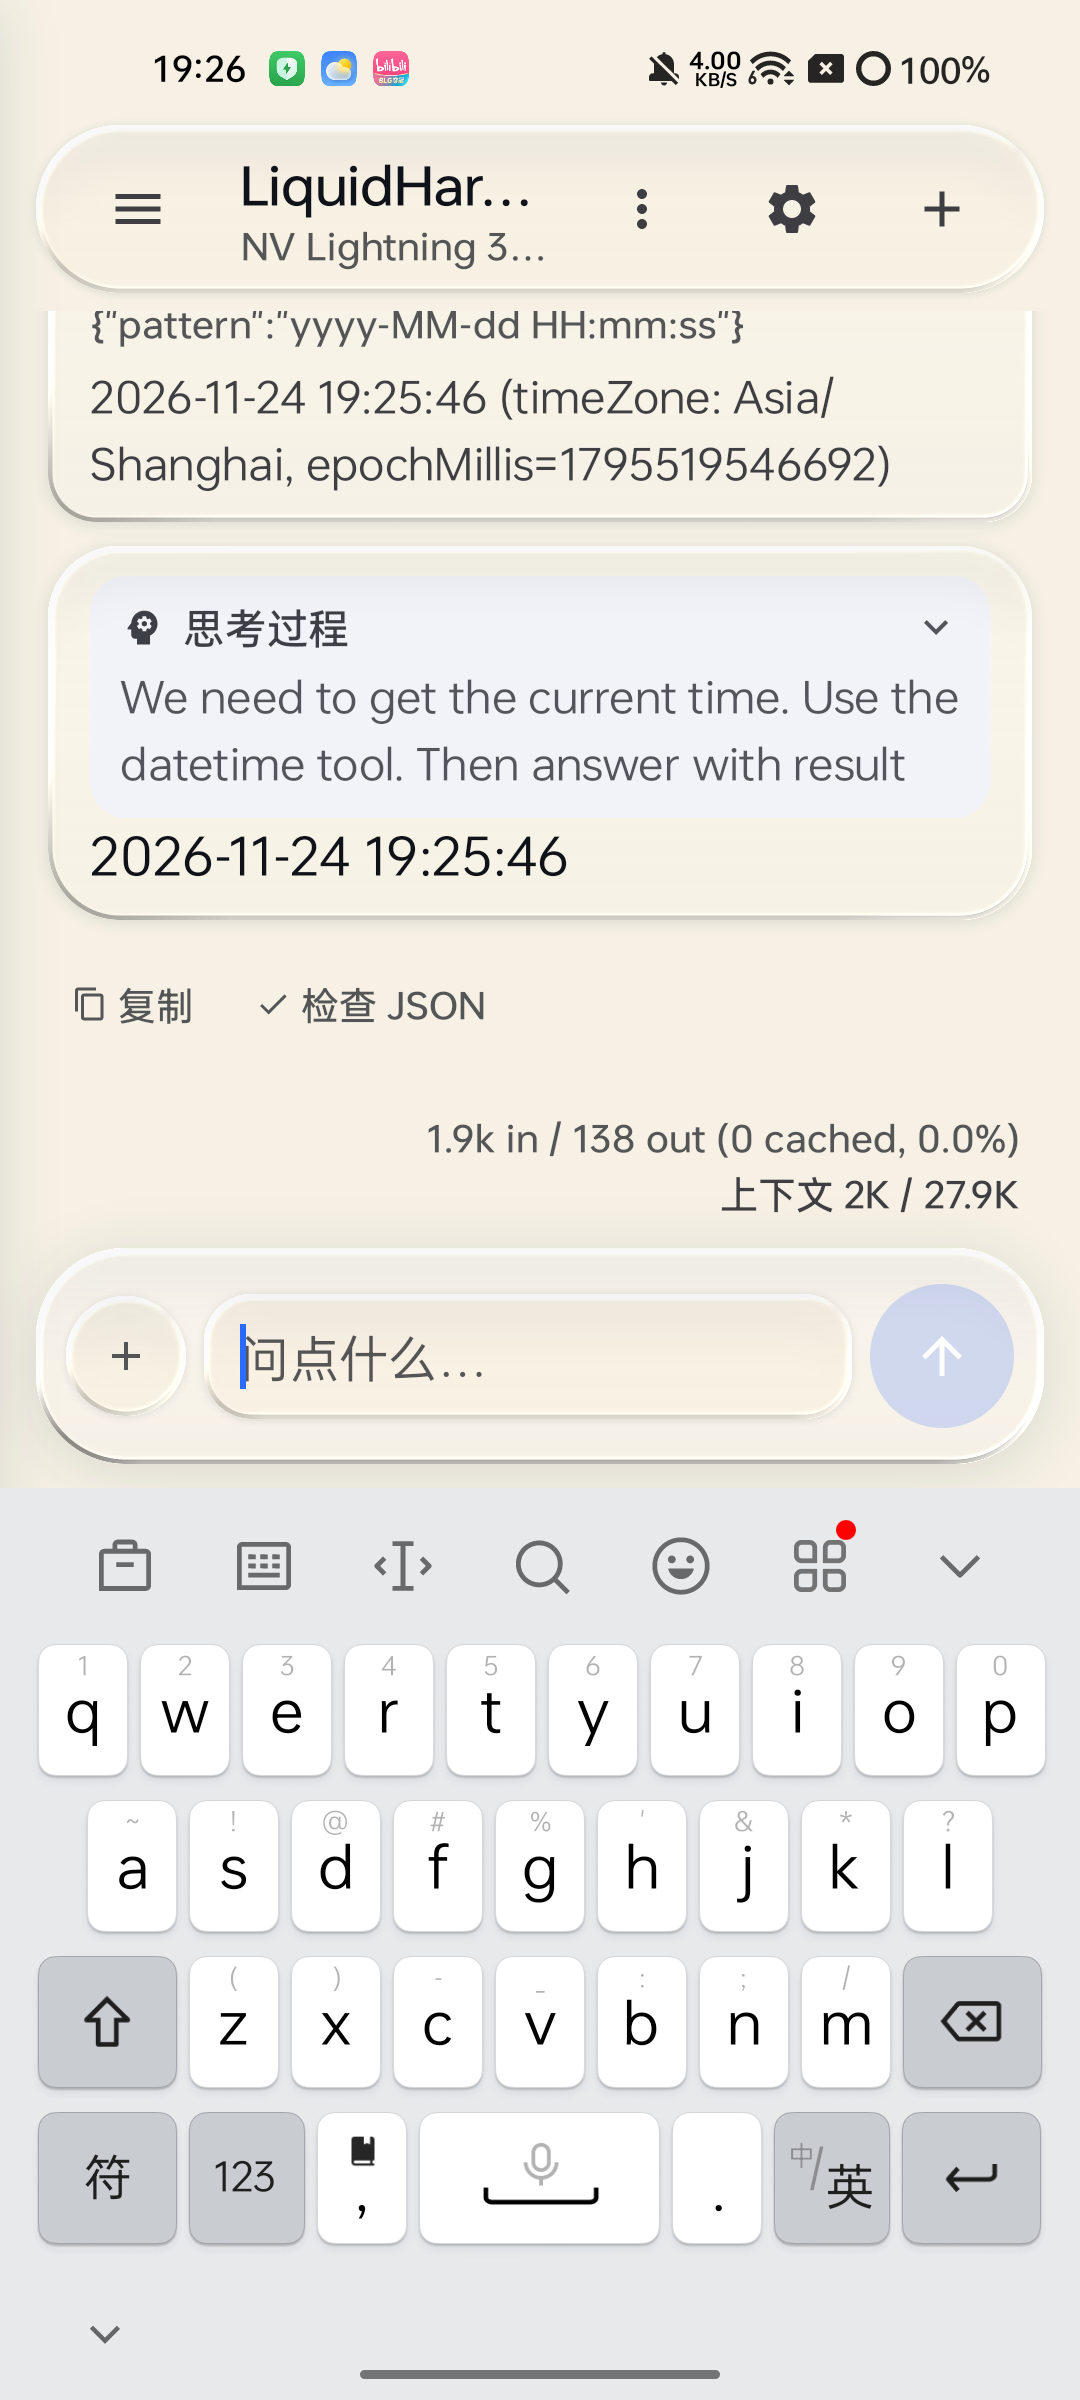 19:26
4.00
KB/S
6
100%
LiquidHar...
NV Lightning 3...
{"pattern":"yyyy-MM-dd HH:mm:ss"}
2026-11-24 19:25:46 (timeZone: Asia/
Shanghai, epochMillis=1795519546692)
思考过程
We need to get the current time. Use the
datetime tool. Then answer with result
2026-11-24 19:25:46
复制
检查 JSON
1.9k in / 138 out (0 cached, 0.0%)
上下文 2K / 27.9K
问点什么...
1 2 3 4 5 6 7 8 9 0
q w e r t y u i o p
~ ! @ # % ' & * ?
a s d f g h j k l
( ) - _ : ; /
z x c v b n m
符 123 , . 中/英